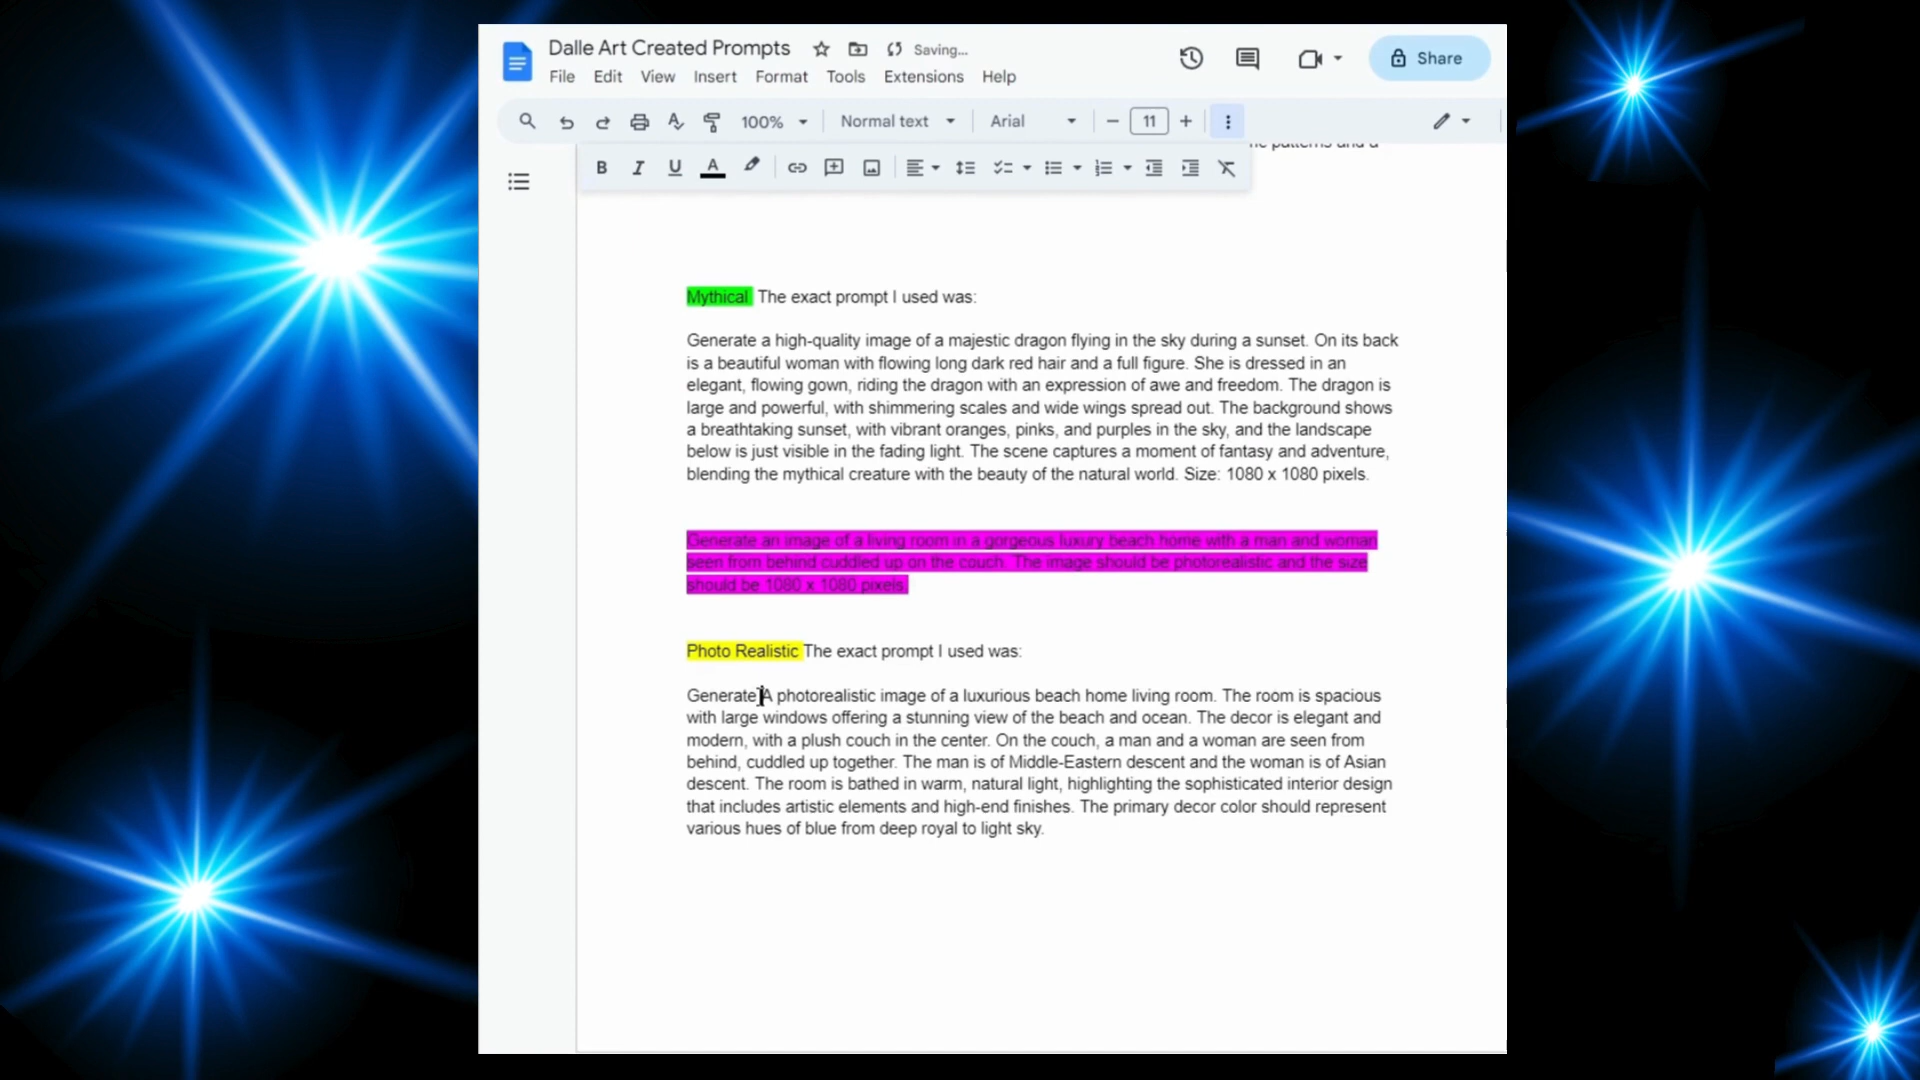 Dalle Art Created Prompts Saving...
File Edit View Insert Format Tools Extensions Help
Share
100% Normal text Arial 11
B I U A
Mythical The exact prompt I used was:
Generate a high-quality image of a majestic dragon flying in the sky during a sunset. On its back
is a beautiful woman with flowing long dark red hair and a full figure. She is dressed in an
elegant, flowing gown, riding the dragon with an expression of awe and freedom. The dragon is
large and powerful, with shimmering scales and wide wings spread out. The background shows
a breathtaking sunset, with vibrant oranges, pinks, and purples in the sky, and the landscape
below is just visible in the fading light. The scene captures a moment of fantasy and adventure,
blending the mythical creature with the beauty of the natural world. Size: 1080 x 1080 pixels.
Generate an image of a living room in a gorgeous luxury beach home with a man and woman
seen from behind cuddled up on the couch. The image should be photorealistic and the size
should be 1080 x 1080 pixels.
Photo Realistic The exact prompt I used was:
Generate A photorealistic image of a luxurious beach home living room. The room is spacious
with large windows offering a stunning view of the beach and ocean. The decor is elegant and
modern, with a plush couch in the center. On the couch, a man and a woman are seen from
behind, cuddled up together. The man is of Middle-Eastern descent and the woman is of Asian
descent. The room is bathed in warm, natural light, highlighting the sophisticated interior design
that includes artistic elements and high-end finishes. The primary decor color should represent
various hues of blue from deep royal to light sky.